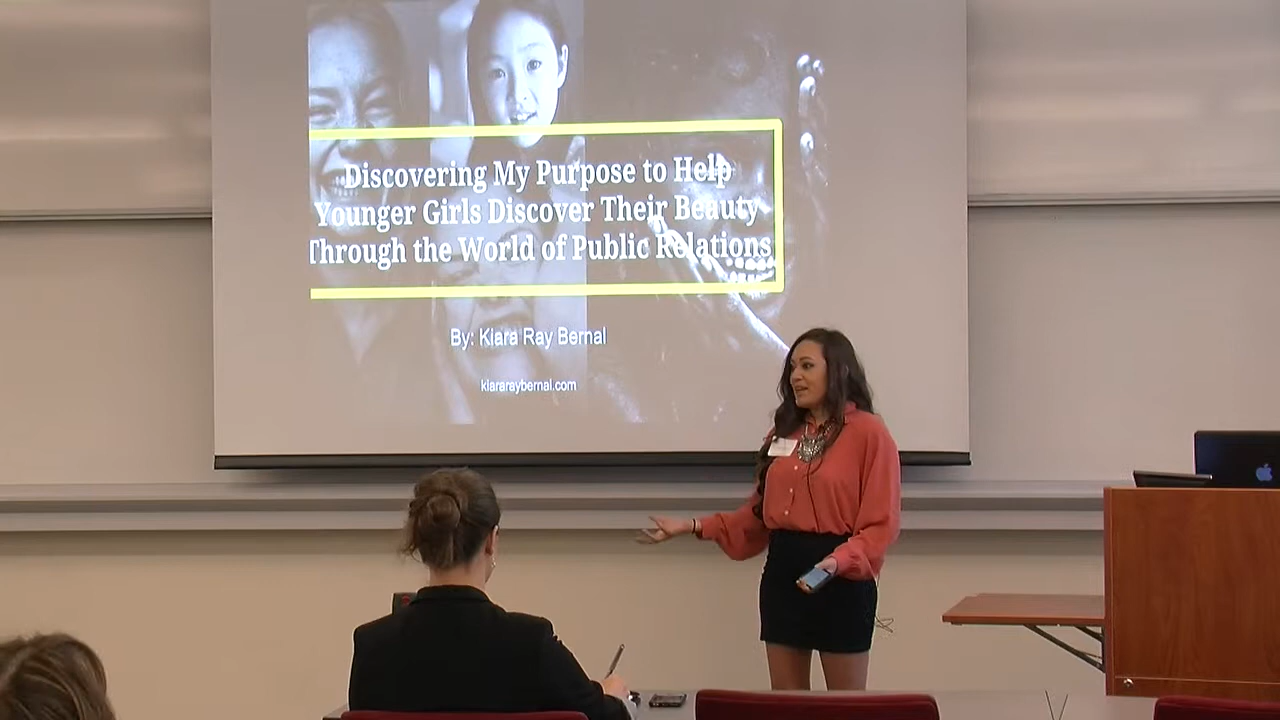 Discovering My Purpose to Help
Younger Girls Discover Their Beauty
Through the World of Public Relations
By: Kiara Ray Bernal
kiararaybernal.com